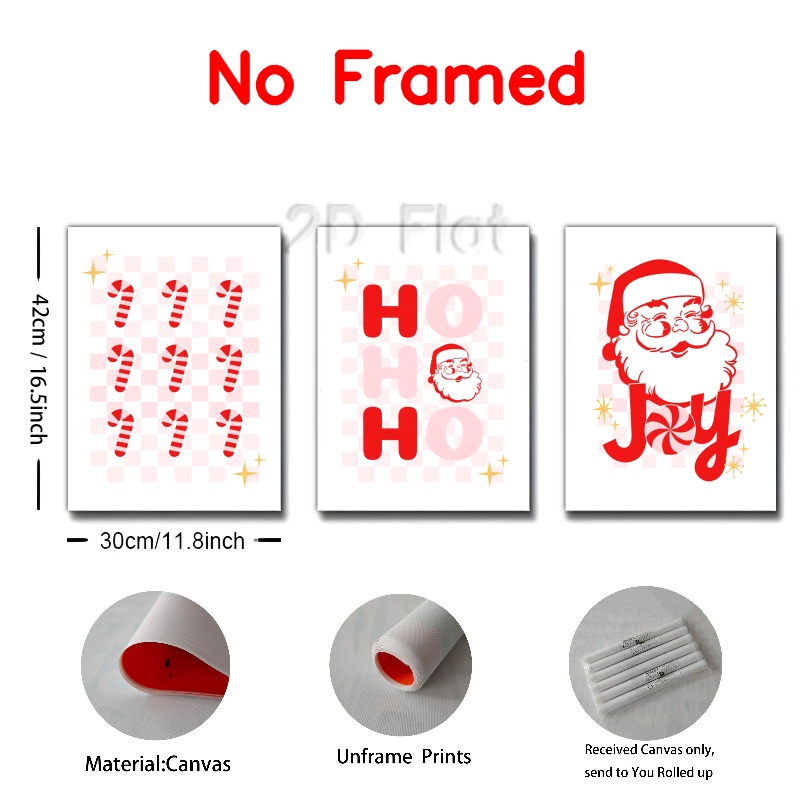 No Framed
2D Flat
42cm / 16.5inch
HO
H
HO
Joy
30cm/11.8inch
Material:Canvas
Unframe Prints
Received Canvas only,
send to You Rolled up